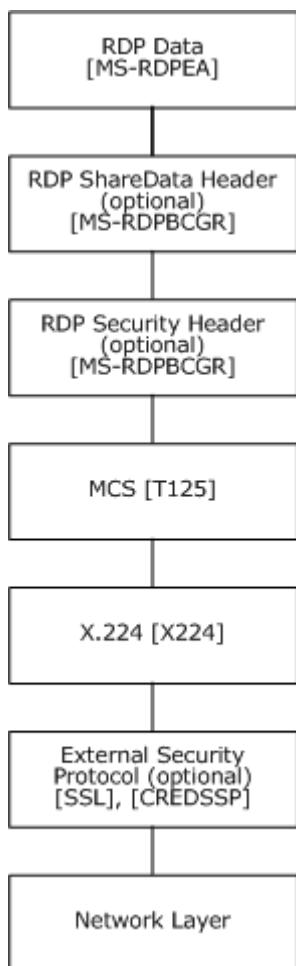 RDP Data
[MS-RDPEA]
RDP ShareData Header
(optional)
[MS-RDPBCGR]
RDP Security Header
(optional)
[MS-RDPBCGR]
MCS [T125]
X.224 [X224]
External Security
Protocol (optional)
[SSL], [CREDSSP]
Network Layer